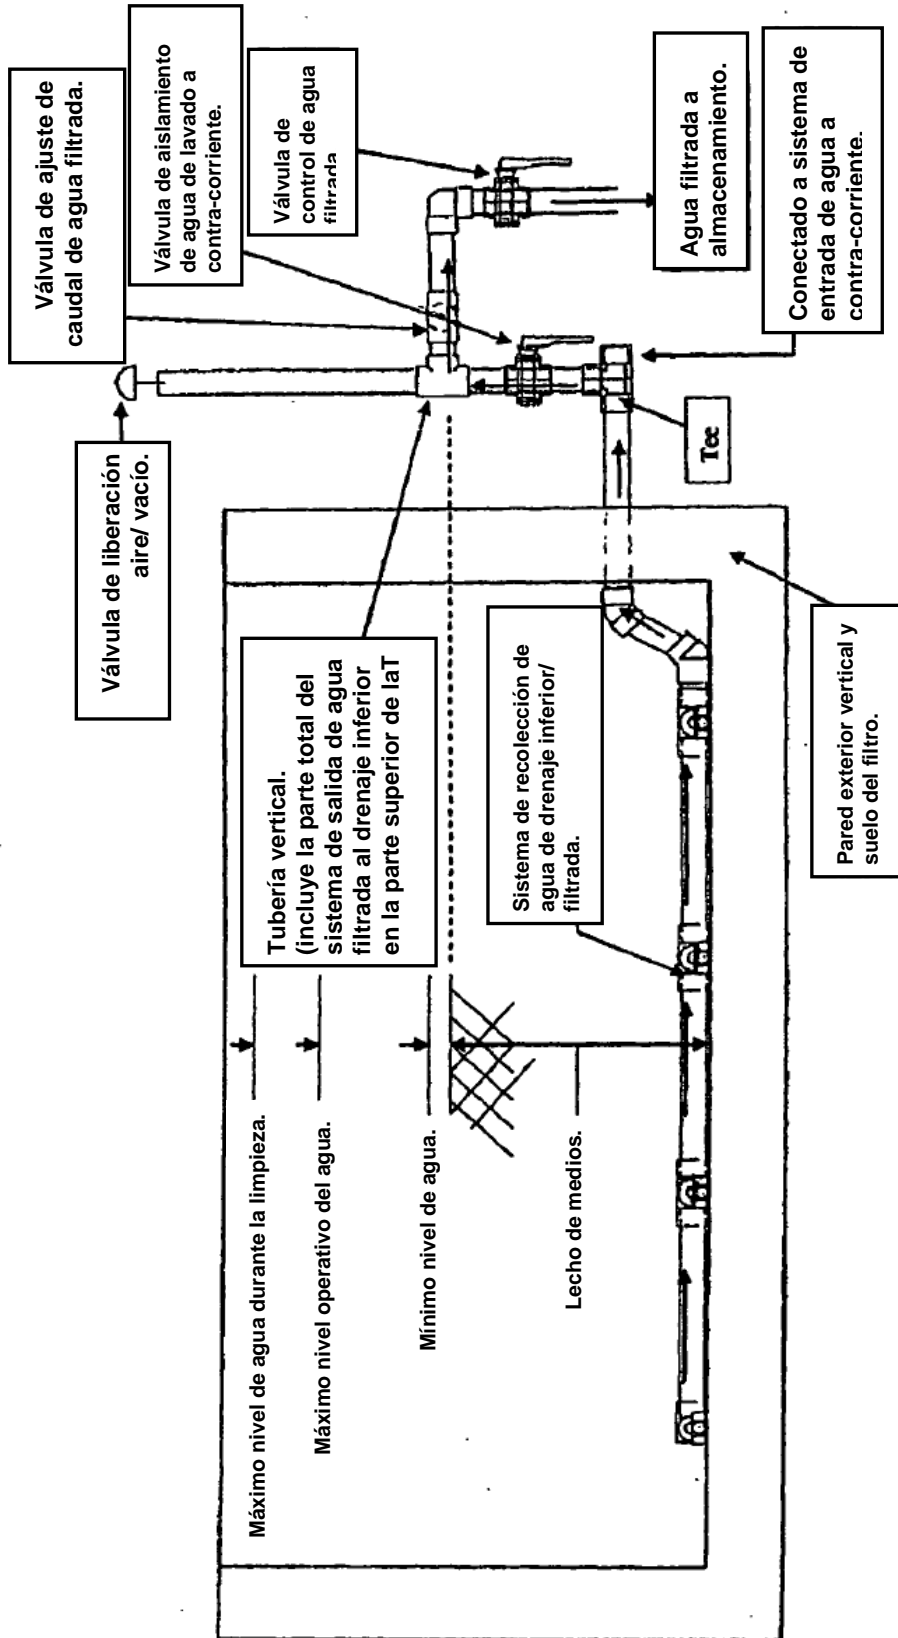 Válvula de ajuste de
caudal de agua filtrada.
Válvula de aislamiento
de agua de lavado a
contra-corriente.
Válvula de
control de agua
filtrada
Agua filtrada a
almacenamiento.
Conectado a sistema de
entrada de agua a
contra-corriente.
Válvula de liberación
aire/ vacío.
Tee
Tubería vertical.
(incluye la parte total del
sistema de salida de agua
filtrada al drenaje inferior
en la parte superior de laT
Sistema de recolección de
agua de drenaje inferior/
filtrada.
Pared exterior vertical y
suelo del filtro.
Máximo nivel de agua durante la limpieza.
Máximo nivel operativo del agua.
Mínimo nivel de agua.
Lecho de medios.